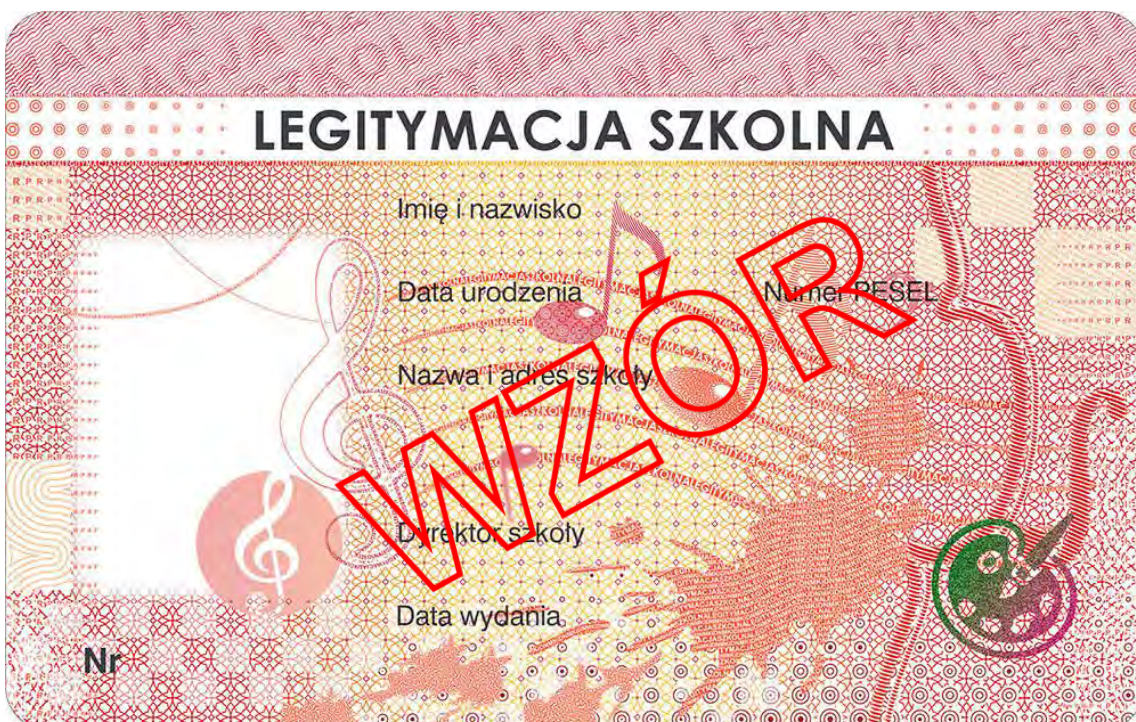 LEGITYMACJA SZKOLNA
Imię i nazwisko
Data urodzenia
Numer PESEL
Nazwa i adres szkoły
WZÓR
Dyrektor szkoły
Data wydania
Nr